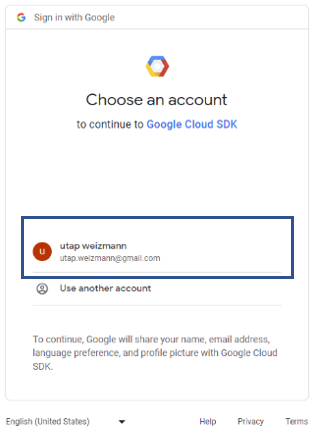 Sign in with Google
Choose an account
to continue to Google Cloud SDK
U
utap weizmann
utap.weizmann@gmail.com
Use another account
To continue, Google will share your name, email address,
language preference, and profile picture with Google Cloud
SDK.
English (United States)
Help
Privacy
Terms